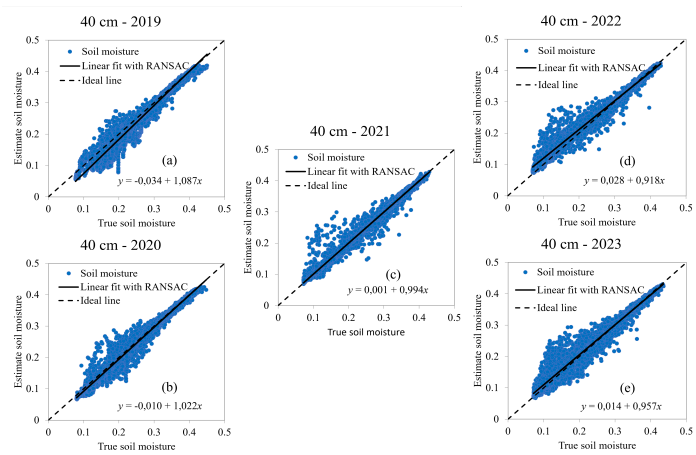 40 cm - 2019
0.5
0.4
0.3
0.2
0.1
0
Estimate soil moisture
Soil moisture
Linear fit with RANSAC
Ideal line
(a)
y = -0,034 + 1,087x
0 0.1 0.2 0.3 0.4 0.5
True soil moisture
40 cm - 2020
0.5
0.4
0.3
0.2
0.1
0
Estimate soil moisture
Soil moisture
Linear fit with RANSAC
Ideal line
(b)
y = -0,010 + 1,022x
0 0.1 0.2 0.3 0.4 0.5
True soil moisture
40 cm - 2021
0.5
0.4
0.3
0.2
0.1
0
Estimate soil moisture
Soil moisture
Linear fit with RANSAC
Ideal line
(c)
y = 0,001 + 0,994x
0 0.1 0.2 0.3 0.4 0.5
True soil moisture
40 cm - 2022
0.5
0.4
0.3
0.2
0.1
0
Estimate soil moisture
Soil moisture
Linear fit with RANSAC
Ideal line
(d)
y = 0,028 + 0,918x
0 0.1 0.2 0.3 0.4 0.5
True soil moisture
40 cm - 2023
0.5
0.4
0.3
0.2
0.1
0
Estimate soil moisture
Soil moisture
Linear fit with RANSAC
Ideal line
(e)
y = 0,014 + 0,957x
0 0.1 0.2 0.3 0.4 0.5
True soil moisture